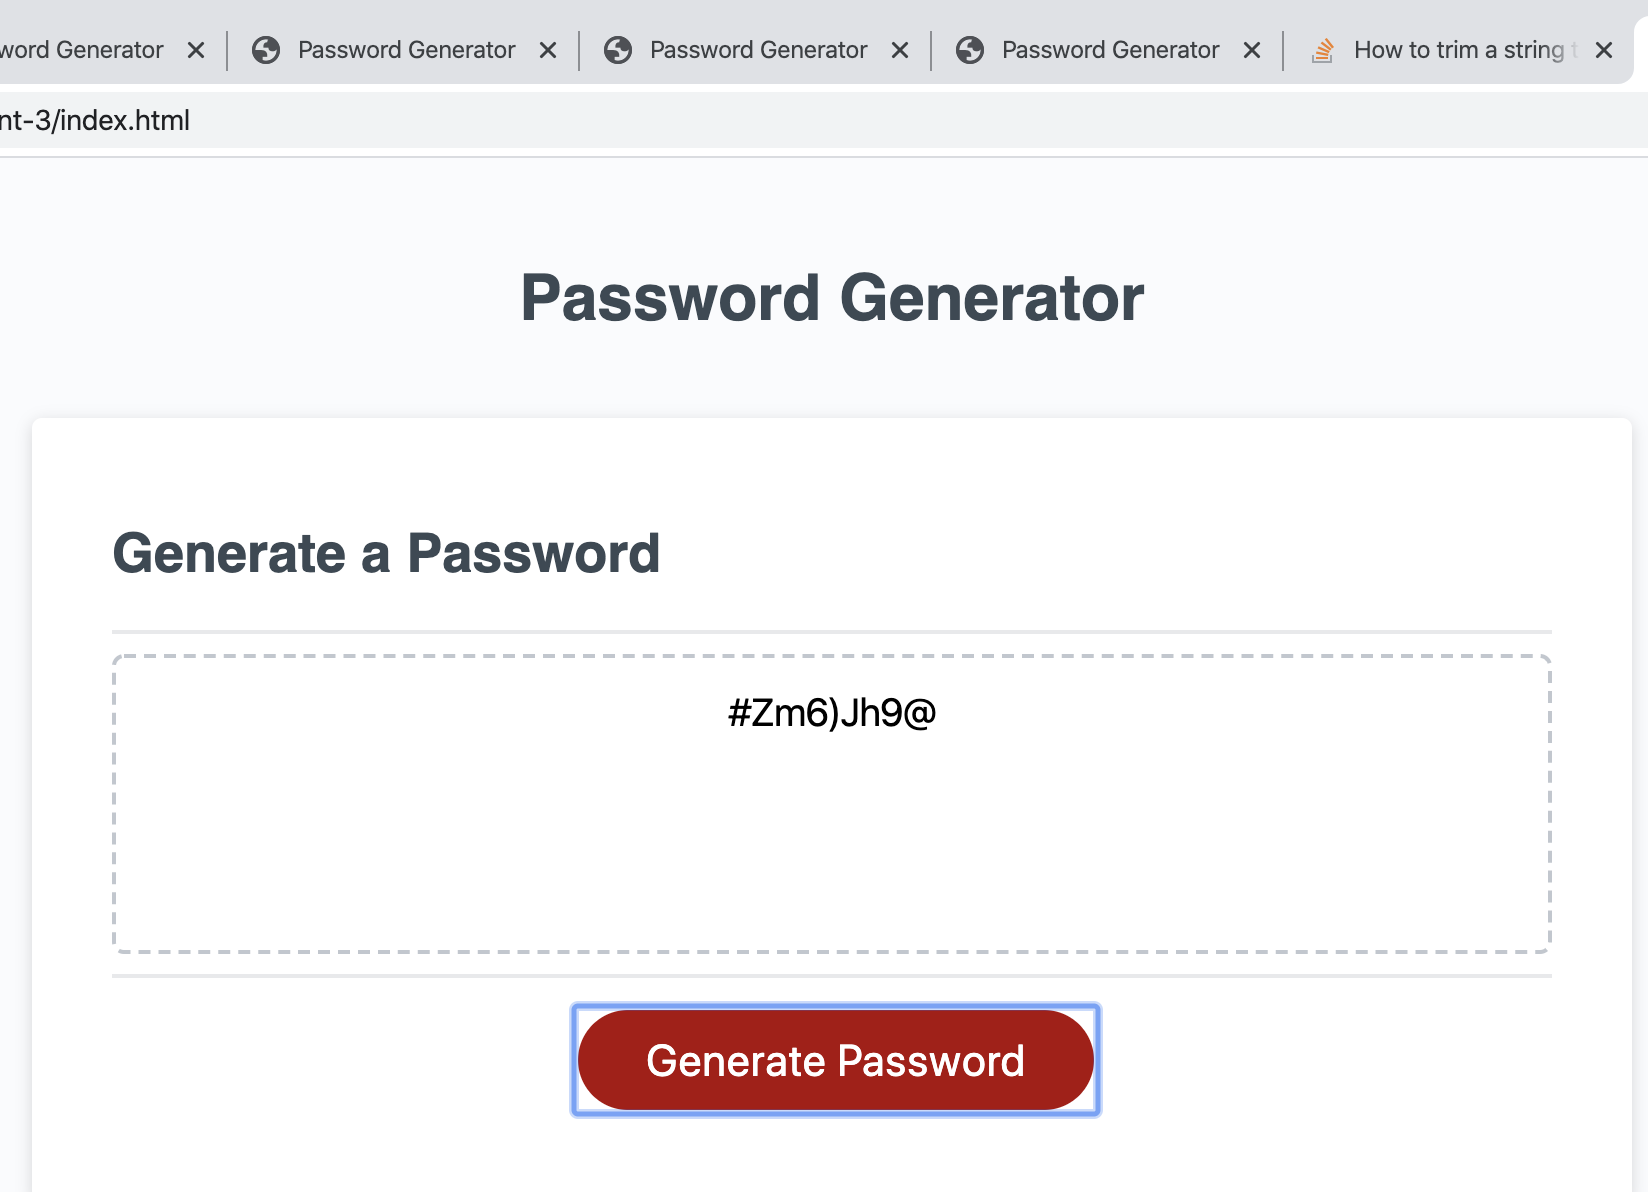 word Generator
Password Generator
Password Generator
Password Generator
How to trim a string t
nt-3/index.html
Password Generator
Generate a Password
#Zm6)Jh9@
Generate Password